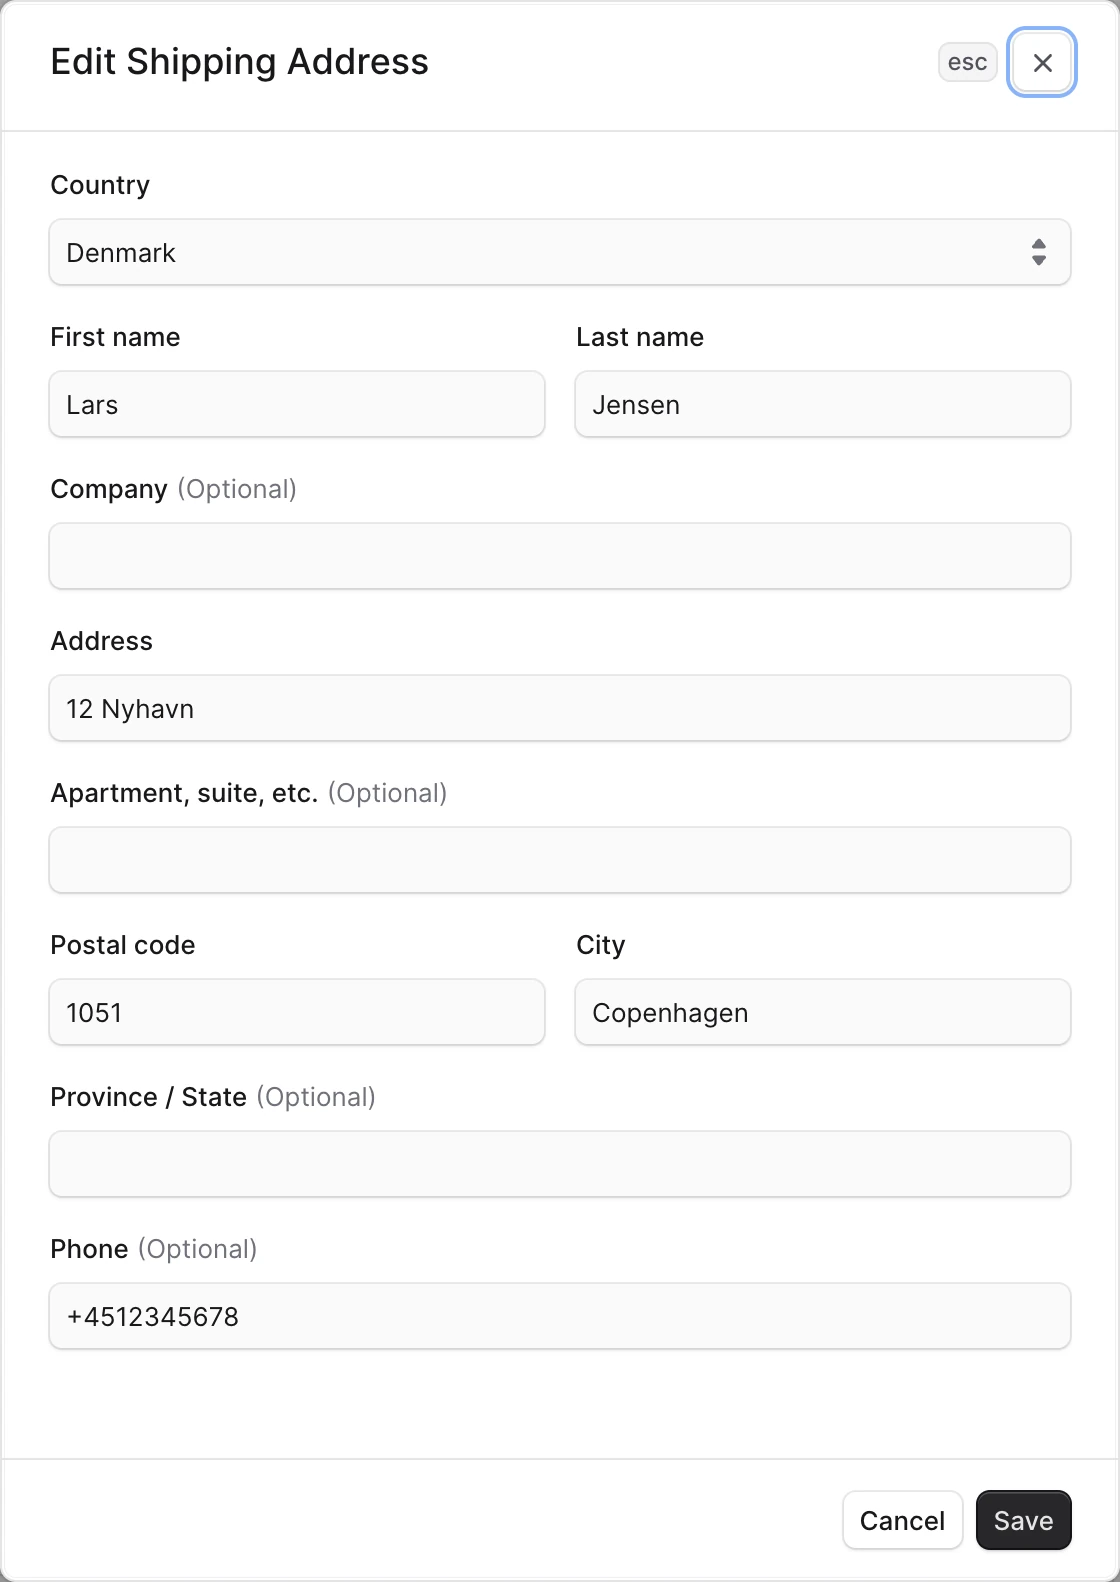 Edit Shipping Address esc
Country
Denmark
First name Last name
Lars Jensen
Company (Optional)
Address
12 Nyhavn
Apartment, suite, etc. (Optional)
Postal code City
1051 Copenhagen
Province / State (Optional)
Phone (Optional)
+4512345678
Cancel Save